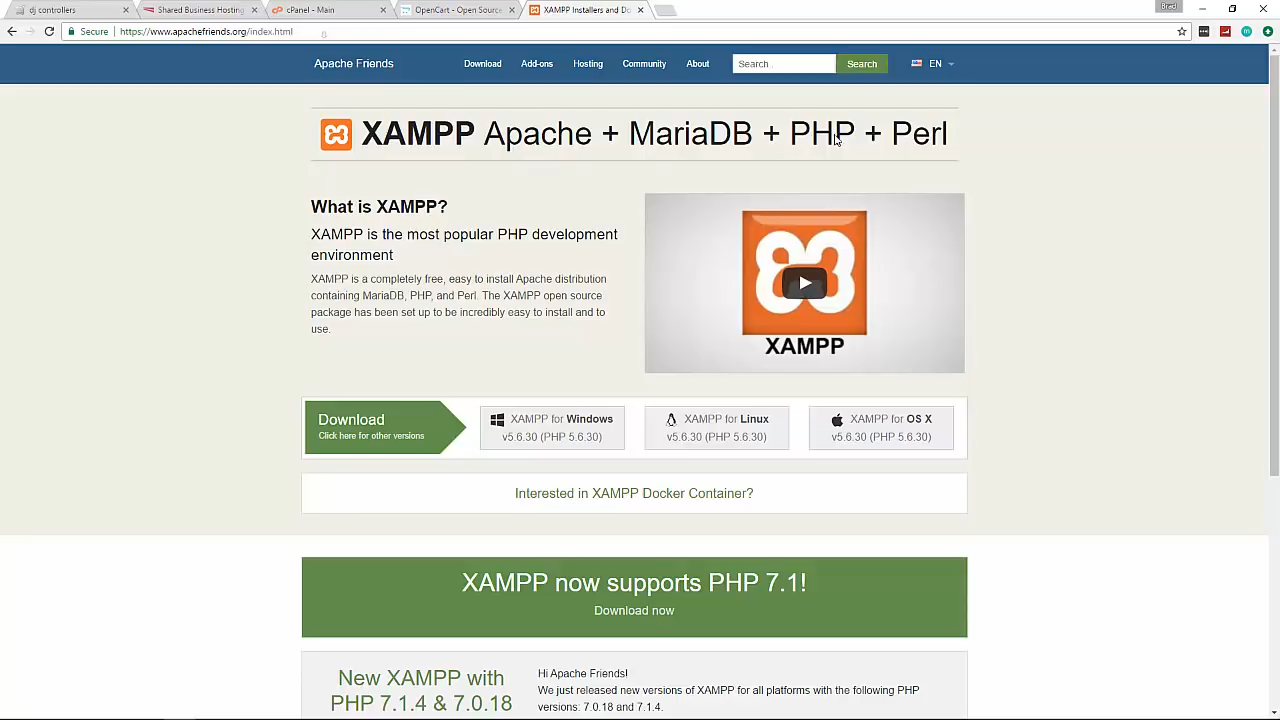 dj controllers
Shared Business Hosting
cPanel - Main
OpenCart - Open Source
XAMPP Installers and Do
Secure https://www.apachefriends.org/index.html
Apache Friends
Download
Add-ons
Hosting
Community
About
Search
Search
EN
XAMPP Apache + MariaDB + PHP + Perl
What is XAMPP?
XAMPP is the most popular PHP development
environment
XAMPP is a completely free, easy to install Apache distribution
containing MariaDB, PHP, and Perl. The XAMPP open source
package has been set up to be incredibly easy to install and to
use.
XAMPP
Download
Click here for other versions
XAMPP for Windows
v5.6.30 (PHP 5.6.30)
XAMPP for Linux
v5.6.30 (PHP 5.6.30)
XAMPP for OS X
v5.6.30 (PHP 5.6.30)
Interested in XAMPP Docker Container?
XAMPP now supports PHP 7.1!
Download now
New XAMPP with
PHP 7.1.4 & 7.0.18
Hi Apache Friends!
We just released new versions of XAMPP for all platforms with the following PHP
versions: 7.0.18 and 7.1.4.